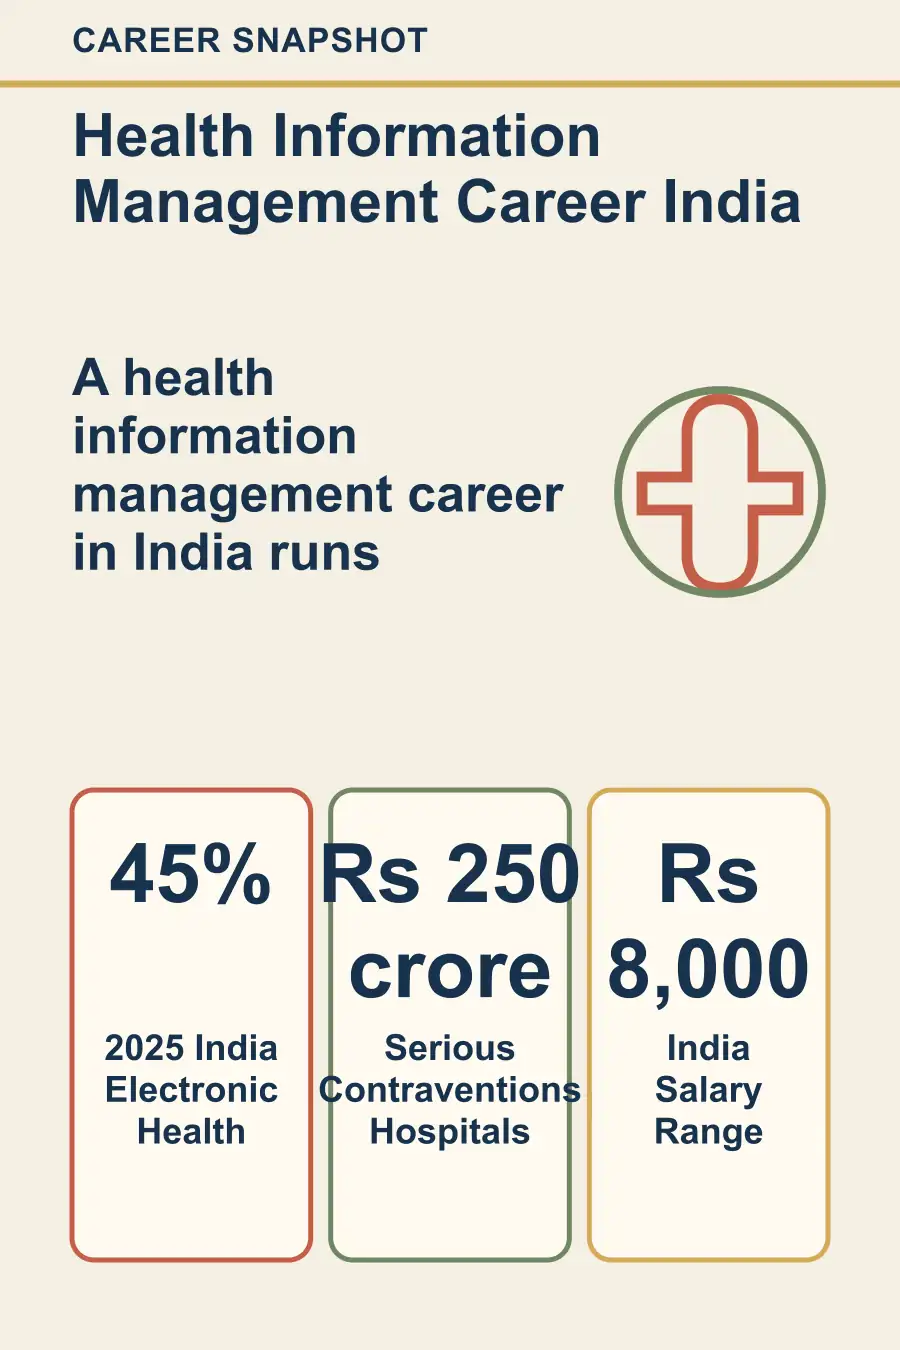 CAREER SNAPSHOT
Health Information
Management Career India
A health
information
management career
in India runs
45%
2025 India
Electronic
Health
Rs 250
crore
Serious
Contraventions
Hospitals
Rs
8,000
India
Salary
Range